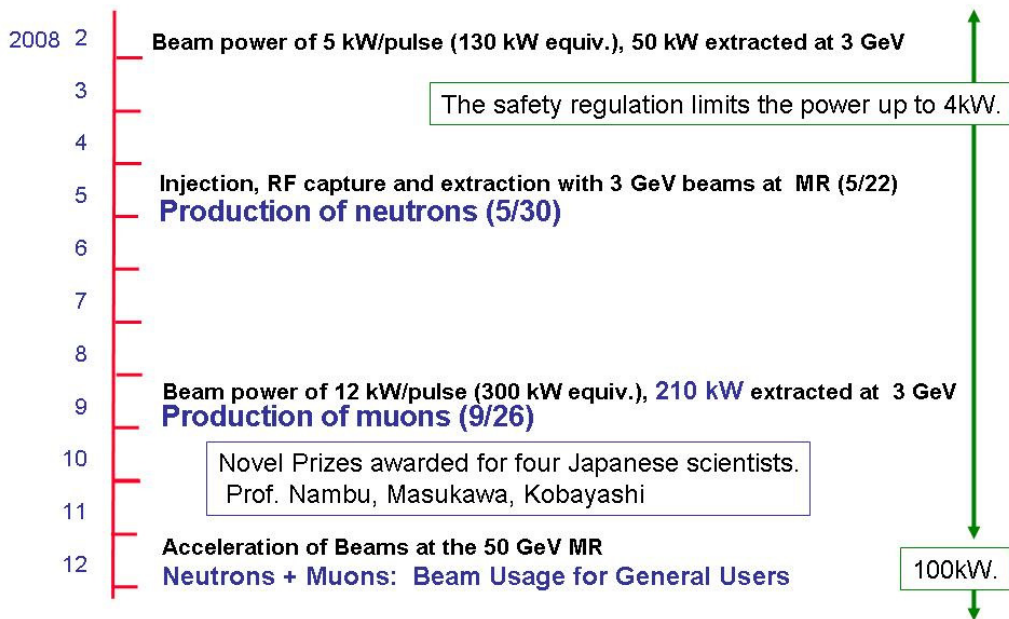 2008 2
Beam power of 5 kW/pulse (130 kW equiv.), 50 kW extracted at 3 GeV
3
The safety regulation limits the power up to 4kW.
4
Injection, RF capture and extraction with 3 GeV beams at MR (5/22)
5
Production of neutrons (5/30)
6
7
8
Beam power of 12 kW/pulse (300 kW equiv.), 210 kW extracted at 3 GeV
9
Production of muons (9/26)
10
Novel Prizes awarded for four Japanese scientists.
Prof. Nambu, Masukawa, Kobayashi
11
Acceleration of Beams at the 50 GeV MR
12
Neutrons + Muons: Beam Usage for General Users
100kW.